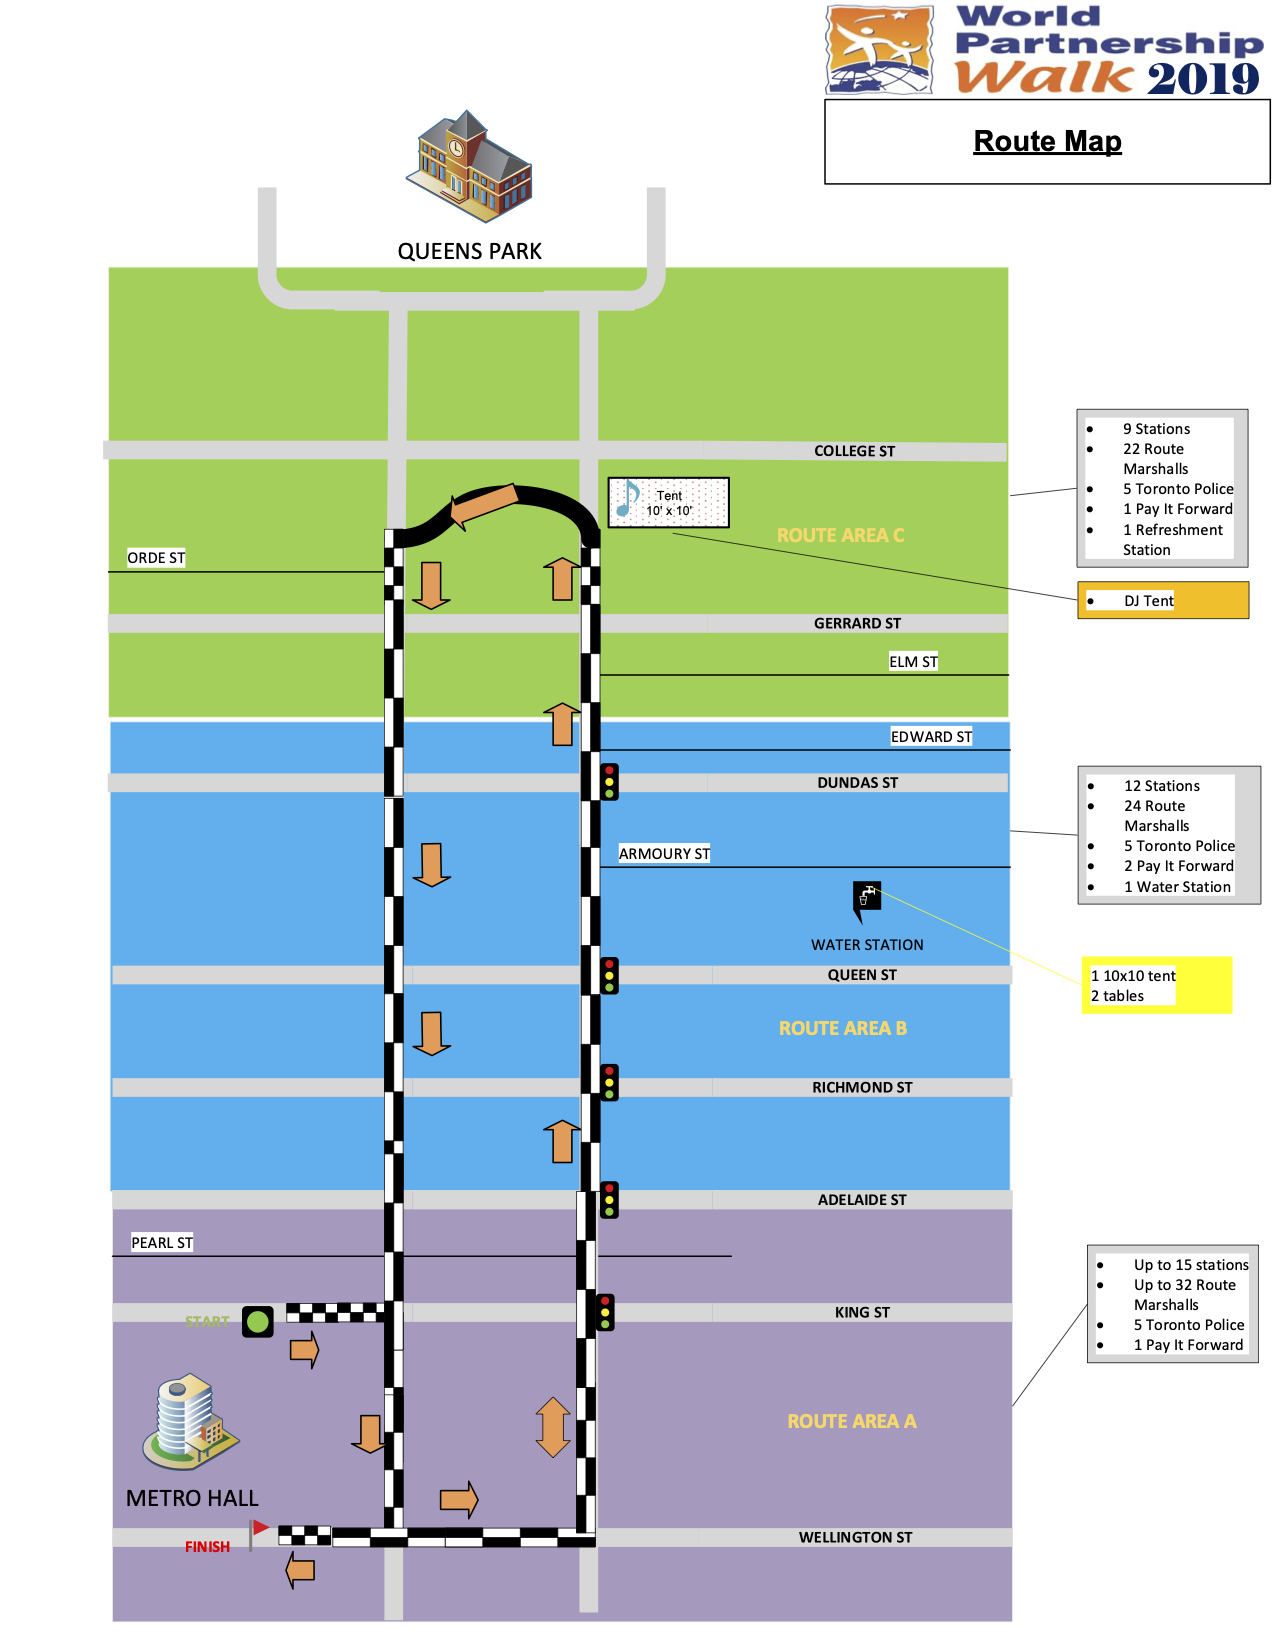 World
Partnership
Walk 2019
Route Map
QUEENS PARK
COLLEGE ST
9 Stations
22 Route
Marshalls
5 Toronto Police
1 Pay It Forward
1 Refreshment
Station
Tent
10' x 10'
ROUTE AREA C
ORDE ST
DJ Tent
GERRARD ST
ELM ST
EDWARD ST
DUNDAS ST
12 Stations
24 Route
Marshalls
5 Toronto Police
2 Pay It Forward
1 Water Station
ARMOURY ST
WATER STATION
QUEEN ST
1 10x10 tent
2 tables
ROUTE AREA B
RICHMOND ST
ADELAIDE ST
PEARL ST
Up to 15 stations
Up to 32 Route
Marshalls
5 Toronto Police
1 Pay It Forward
START
KING ST
ROUTE AREA A
METRO HALL
FINISH
WELLINGTON ST